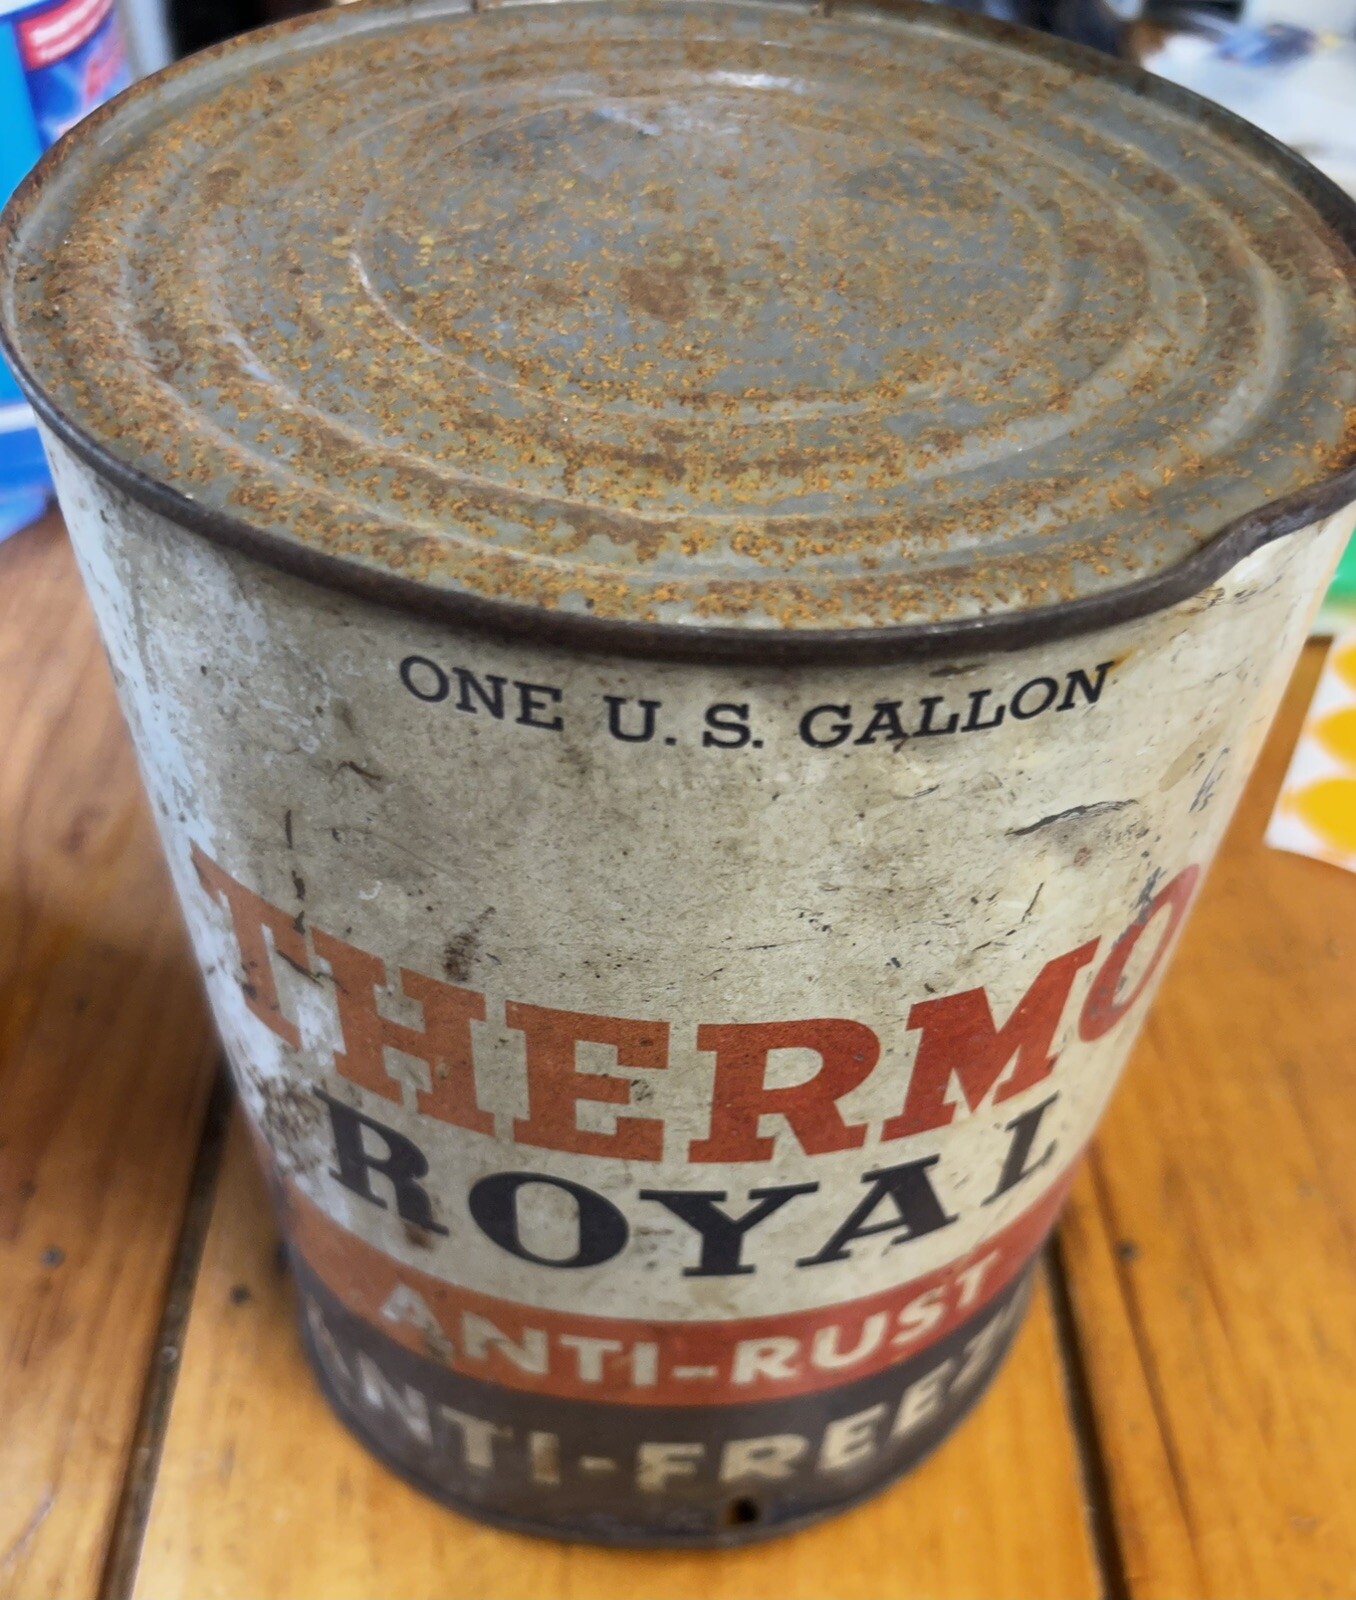 ONE U.S. GALLON
THERMO
ROYAL
ANTI-RUST
ANTI-FREEZE